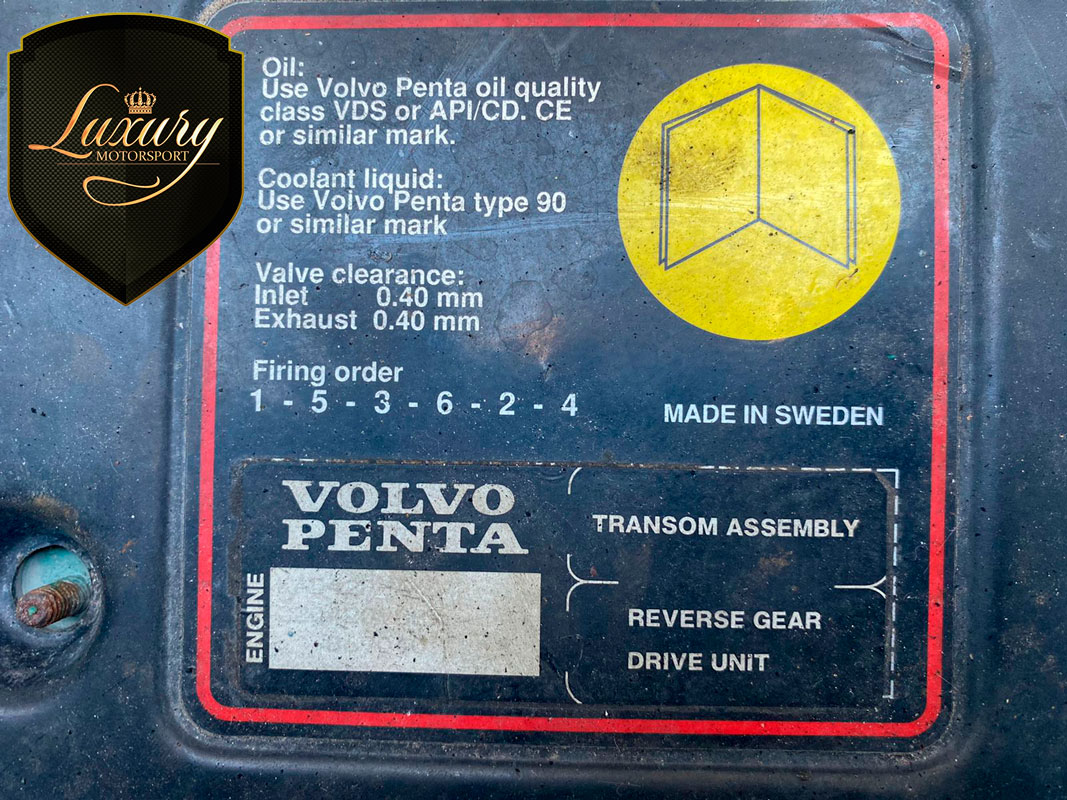 Luxury
MOTORSPORT
Oil:
Use Volvo Penta oil quality
class VDS or API/CD. CE
or similar mark.
Coolant liquid:
Use Volvo Penta type 90
or similar mark
Valve clearance:
Inlet 0.40 mm
Exhaust 0.40 mm
Firing order
1 - 5 - 3 - 6 - 2 - 4
MADE IN SWEDEN
VOLVO
PENTA
ENGINE
TRANSOM ASSEMBLY
REVERSE GEAR
DRIVE UNIT